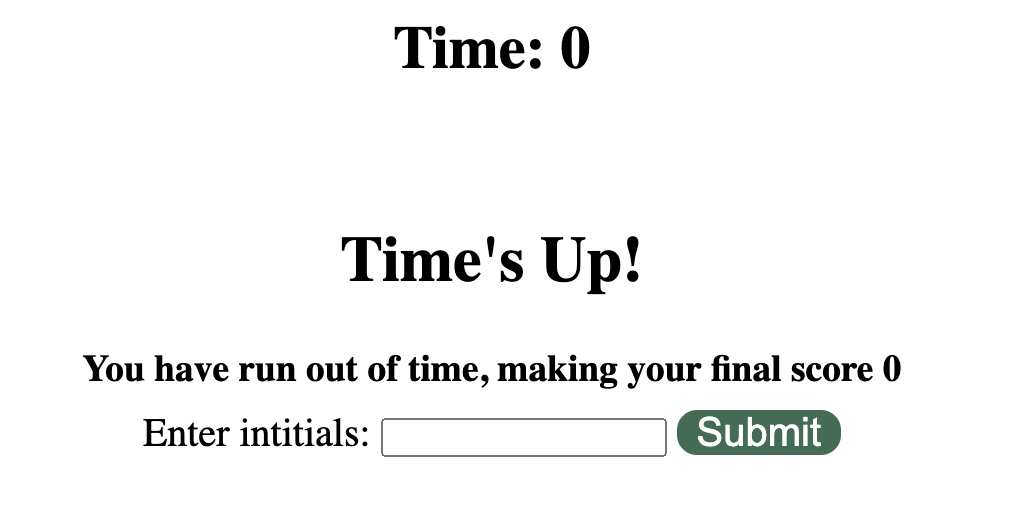 Time: 0
Time's Up!
You have run out of time, making your final score 0
Enter intitials: Submit